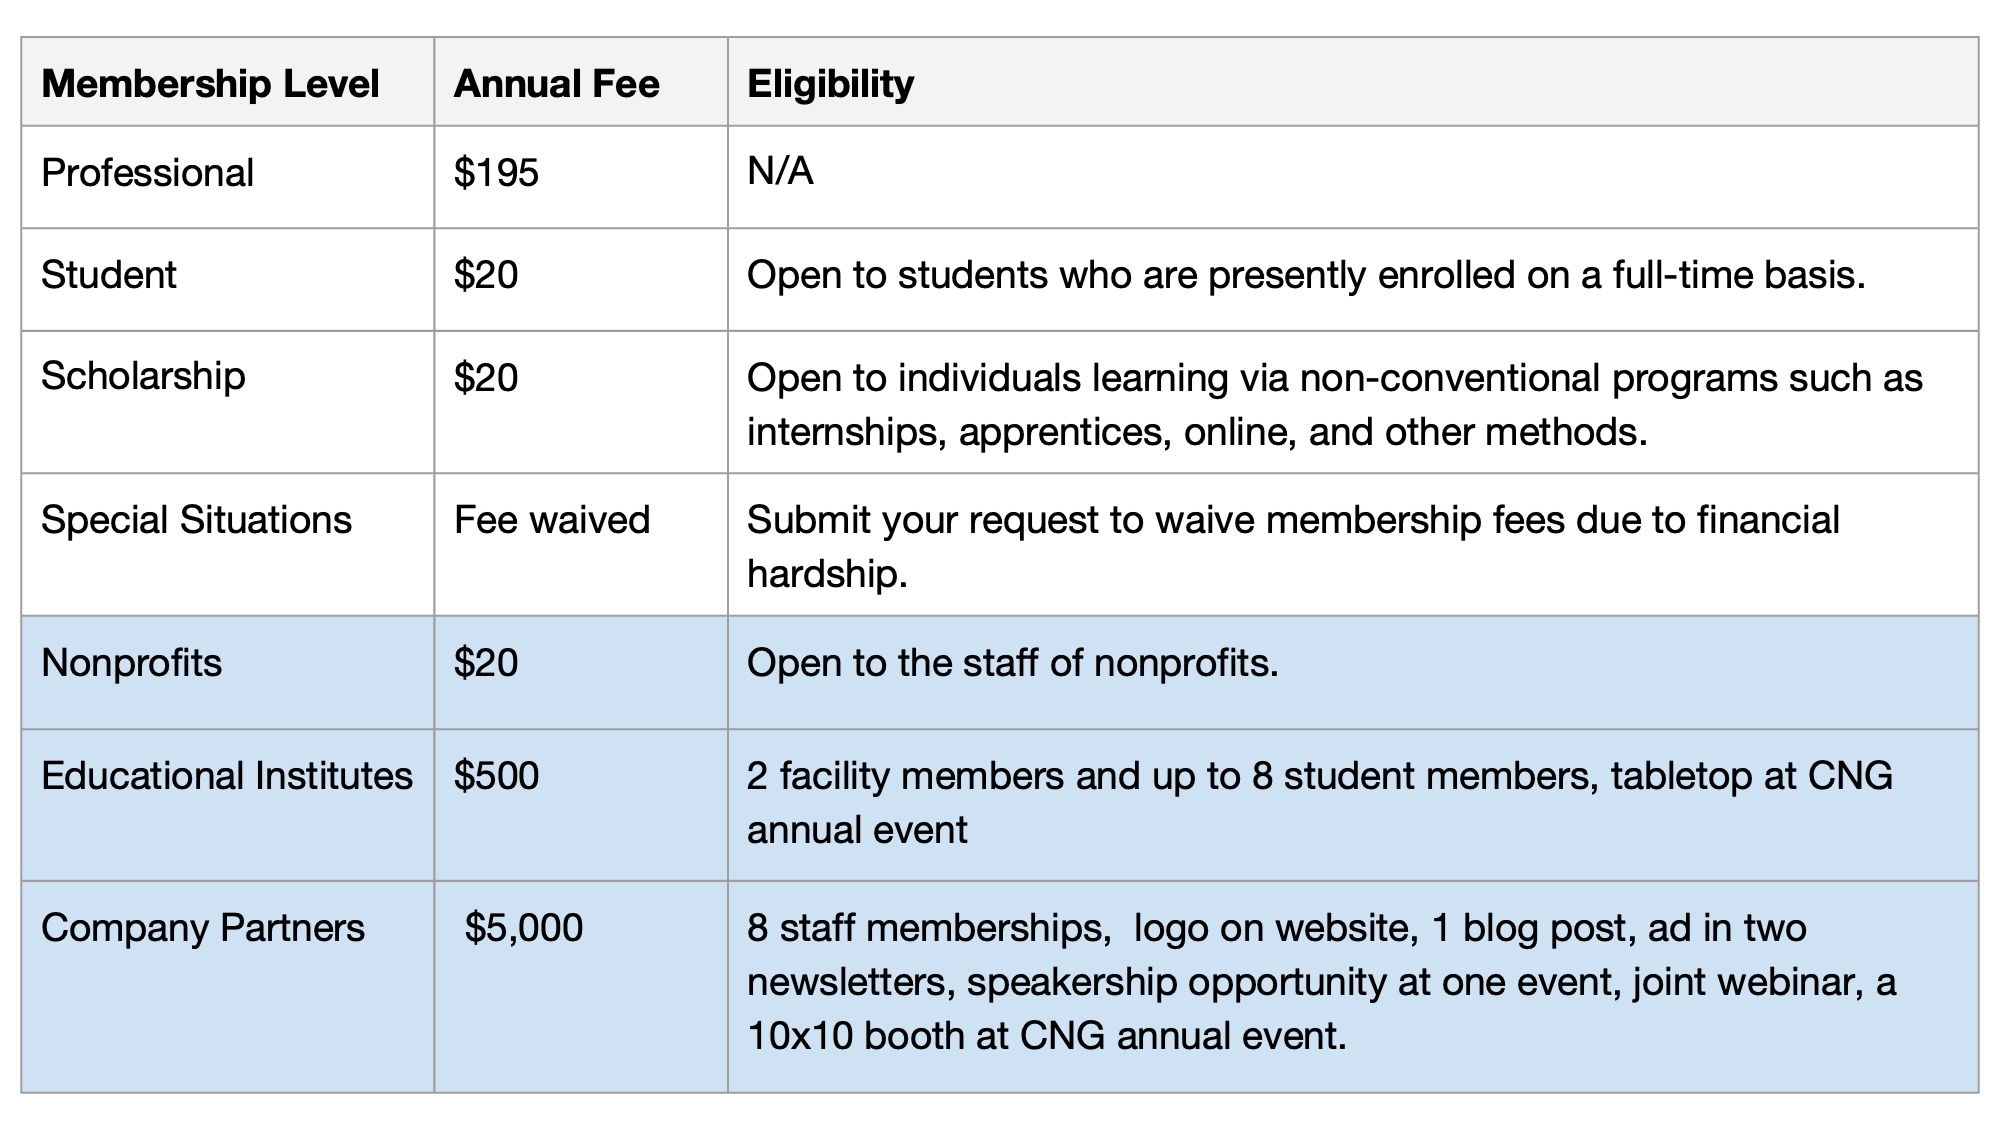 Membership Level Annual Fee Eligibility
Professional $195 N/A
Student $20 Open to students who are presently enrolled on a full-time basis.
Scholarship $20 Open to individuals learning via non-conventional programs such as
internships, apprentices, online, and other methods.
Special Situations Fee waived Submit your request to waive membership fees due to financial
hardship.
Nonprofits $20 Open to the staff of nonprofits.
Educational Institutes $500 2 facility members and up to 8 student members, tabletop at CNG
annual event
Company Partners $5,000 8 staff memberships,  logo on website, 1 blog post, ad in two
newsletters, speakership opportunity at one event, joint webinar, a
10x10 booth at CNG annual event.